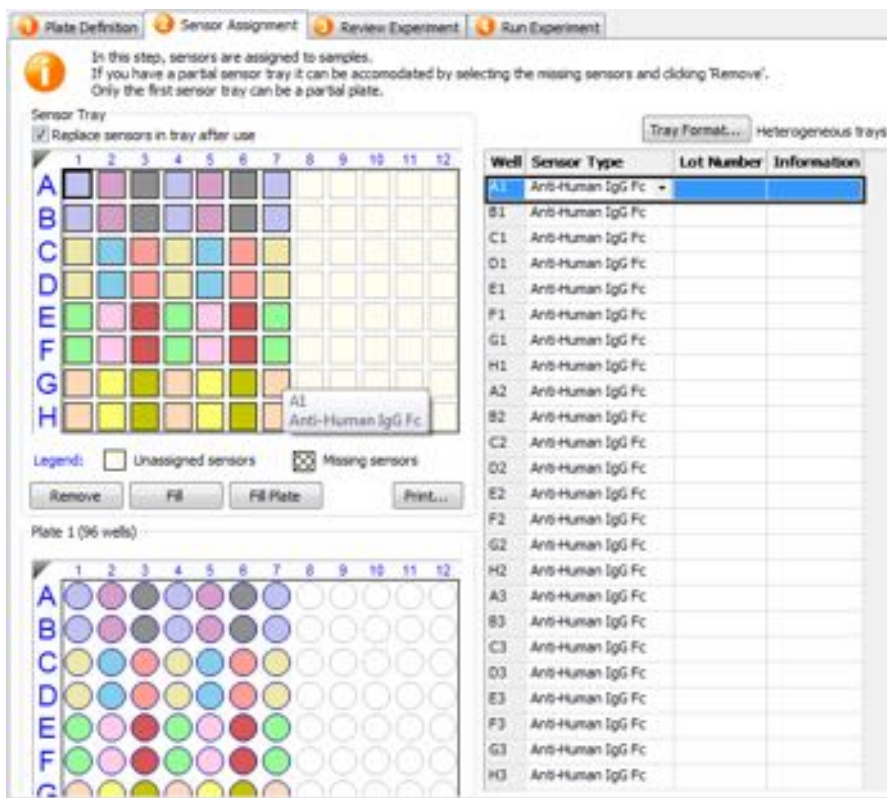 1 Plate Definition 2 Sensor Assignment 3 Review Experiment 4 Run Experiment
In this step, sensors are assigned to samples.
If you have a partial sensor tray it can be accomodated by selecting the missing sensors and clicking 'Remove'.
Only the first sensor tray can be a partial plate.
Sensor Tray
Replace sensors in tray after use
1 2 3 4 5 6 7 8 9 10 11 12
A
B
C
D
E
F
G
H
A1
Anti-Human IgG Fc
Legend: Unassigned sensors Missing sensors
Remove Fill Fill Plate Print...
Plate 1 (96 wells)
1 2 3 4 5 6 7 8 9 10 11 12
A
B
C
D
E
F
G
Tray Format... Heterogeneous trays
Well Sensor Type Lot Number Information
A1 Anti-Human IgG Fc
B1 Anti-Human IgG Fc
C1 Anti-Human IgG Fc
D1 Anti-Human IgG Fc
E1 Anti-Human IgG Fc
F1 Anti-Human IgG Fc
G1 Anti-Human IgG Fc
H1 Anti-Human IgG Fc
A2 Anti-Human IgG Fc
B2 Anti-Human IgG Fc
C2 Anti-Human IgG Fc
D2 Anti-Human IgG Fc
E2 Anti-Human IgG Fc
F2 Anti-Human IgG Fc
G2 Anti-Human IgG Fc
H2 Anti-Human IgG Fc
A3 Anti-Human IgG Fc
B3 Anti-Human IgG Fc
C3 Anti-Human IgG Fc
D3 Anti-Human IgG Fc
E3 Anti-Human IgG Fc
F3 Anti-Human IgG Fc
G3 Anti-Human IgG Fc
H3 Anti-Human IgG Fc